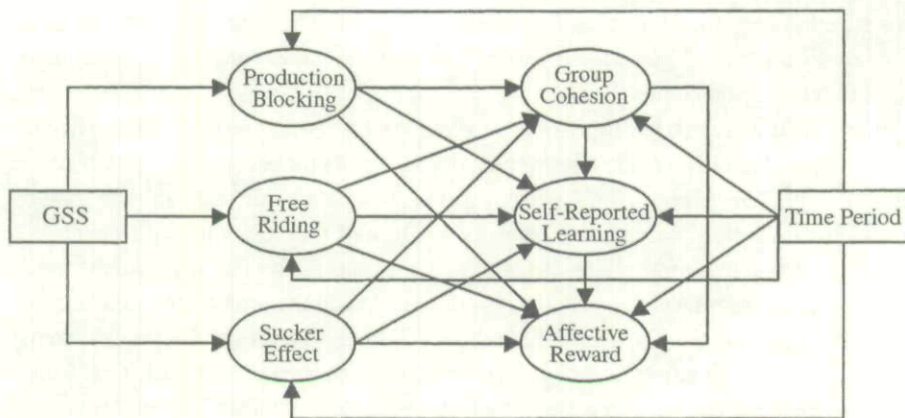 Production
Blocking
Group
Cohesion
GSS
Free
Riding
Self-Reported
Learning
Time Period
Sucker
Effect
Affective
Reward